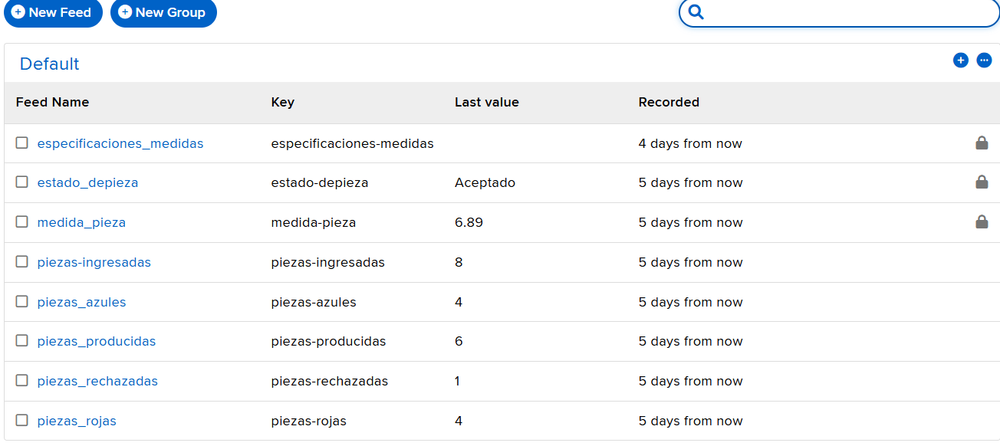 New Feed New Group
Default
Feed Name Key Last value Recorded
especificaciones_medidas especificaciones-medidas 4 days from now
estado_depieza estado-depieza Aceptado 5 days from now
medida_pieza medida-pieza 6.89 5 days from now
piezas-ingresadas piezas-ingresadas 8 5 days from now
piezas_azules piezas-azules 4 5 days from now
piezas_producidas piezas-producidas 6 5 days from now
piezas_rechazadas piezas-rechazadas 1 5 days from now
piezas_rojas piezas-rojas 4 5 days from now